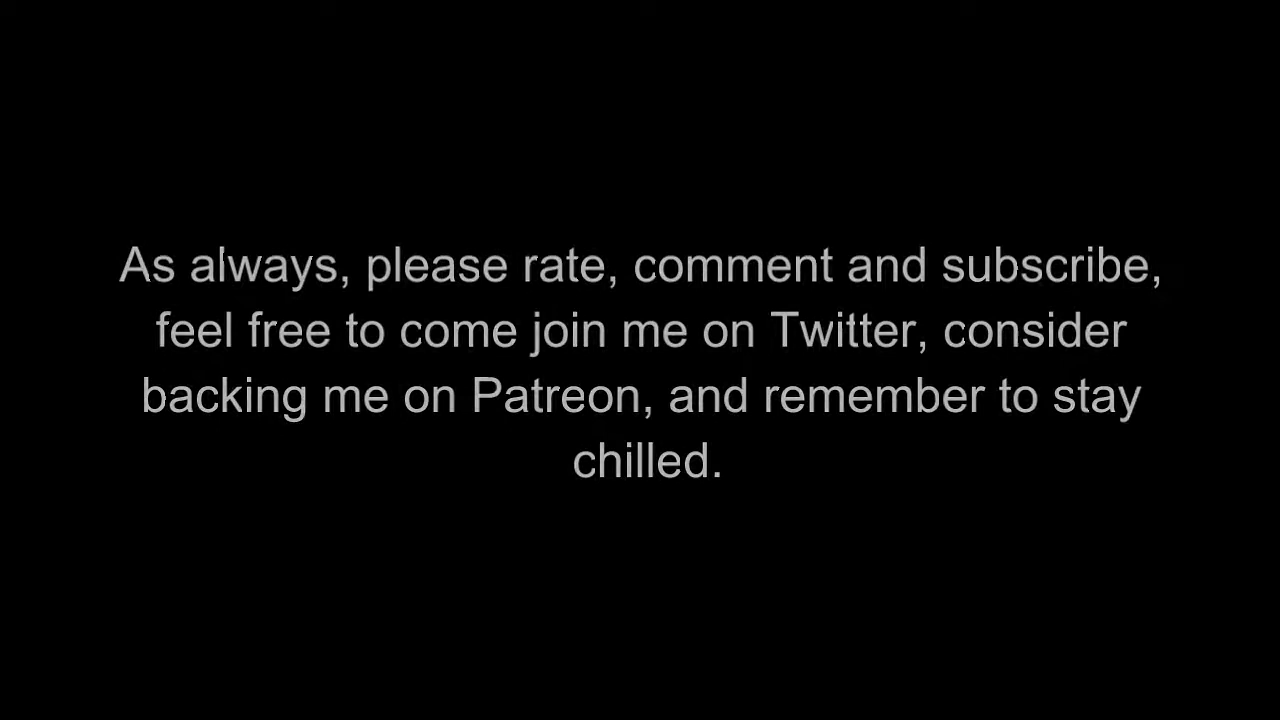 As always, please rate, comment and subscribe,
feel free to come join me on Twitter, consider
backing me on Patreon, and remember to stay
chilled.